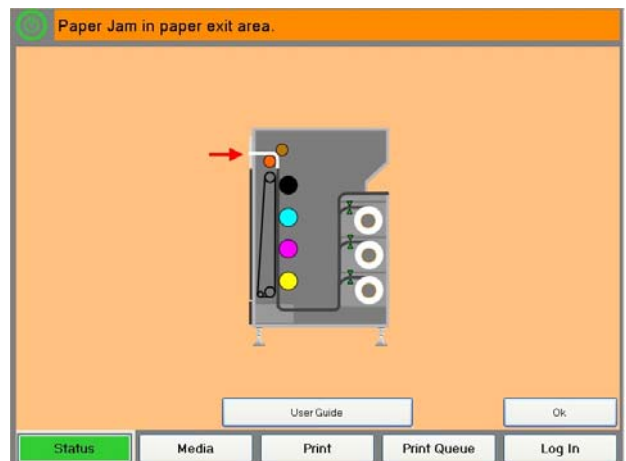 Paper Jam in paper exit area.
User Guide
Ok
Status
Media
Print
Print Queue
Log In